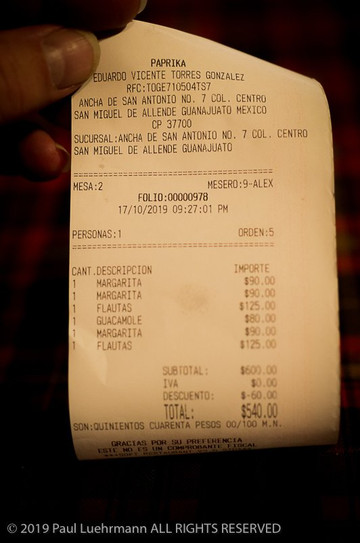 PAPRIKA
EDUARDO VICENTE TORRES GONZALEZ
RFC:TOGE710504TS7
ANCHA DE SAN ANTONIO NO. 7 COL. CENTRO
SAN MIGUEL DE ALLENDE GUANAJUATO MEXICO
CP 37700
SUCURSAL:ANCHA DE SAN ANTONIO NO. 7 COL. CENTRO
SAN MIGUEL DE ALLENDE GUANAJUATO
MESA:2 MESERO:9-ALEX
FOLIO:00000978
17/10/2019 09:27:01 PM
PERSONAS:1 ORDEN:5
CANT.DESCRIPCION IMPORTE
1 MARGARITA $90.00
1 MARGARITA $90.00
1 FLAUTAS $125.00
1 GUACAMOLE $80.00
1 MARGARITA $90.00
1 FLAUTAS $125.00
SUBTOTAL: $600.00
IVA $0.00
DESCUENTO: $-60.00
TOTAL: $540.00
SON:QUINIENTOS CUARENTA PESOS 00/100 M.N.
GRACIAS POR SU PREFERENCIA
ESTE NO ES UN COMPROBANTE FISCAL
© 2019 Paul Luehrmann ALL RIGHTS RESERVED